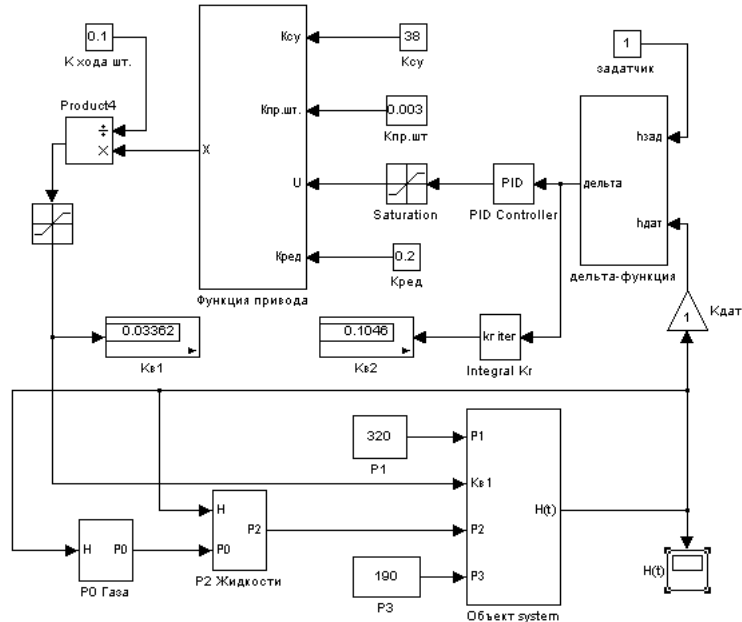 0.1
К хода шт.
Product4
÷
×
X
Ксу
Кпр.шт.
U
Кред
Функция привода
38
Ксу
0.003
Кпр.шт
Saturation
PID
PID Controller
0.2
Кред
1
задатчик
hзад
дельта
hдат
дельта-функция
1
Кдат
0.03362
Кв1
0.1046
Кв2
kr iter
Integral Kr
320
P1
P1
Кв1
P2
P3
H(t)
Объект system
H
P0
P2
P2 Жидкости
H
P0
P0 Газа
190
P3
H(t)